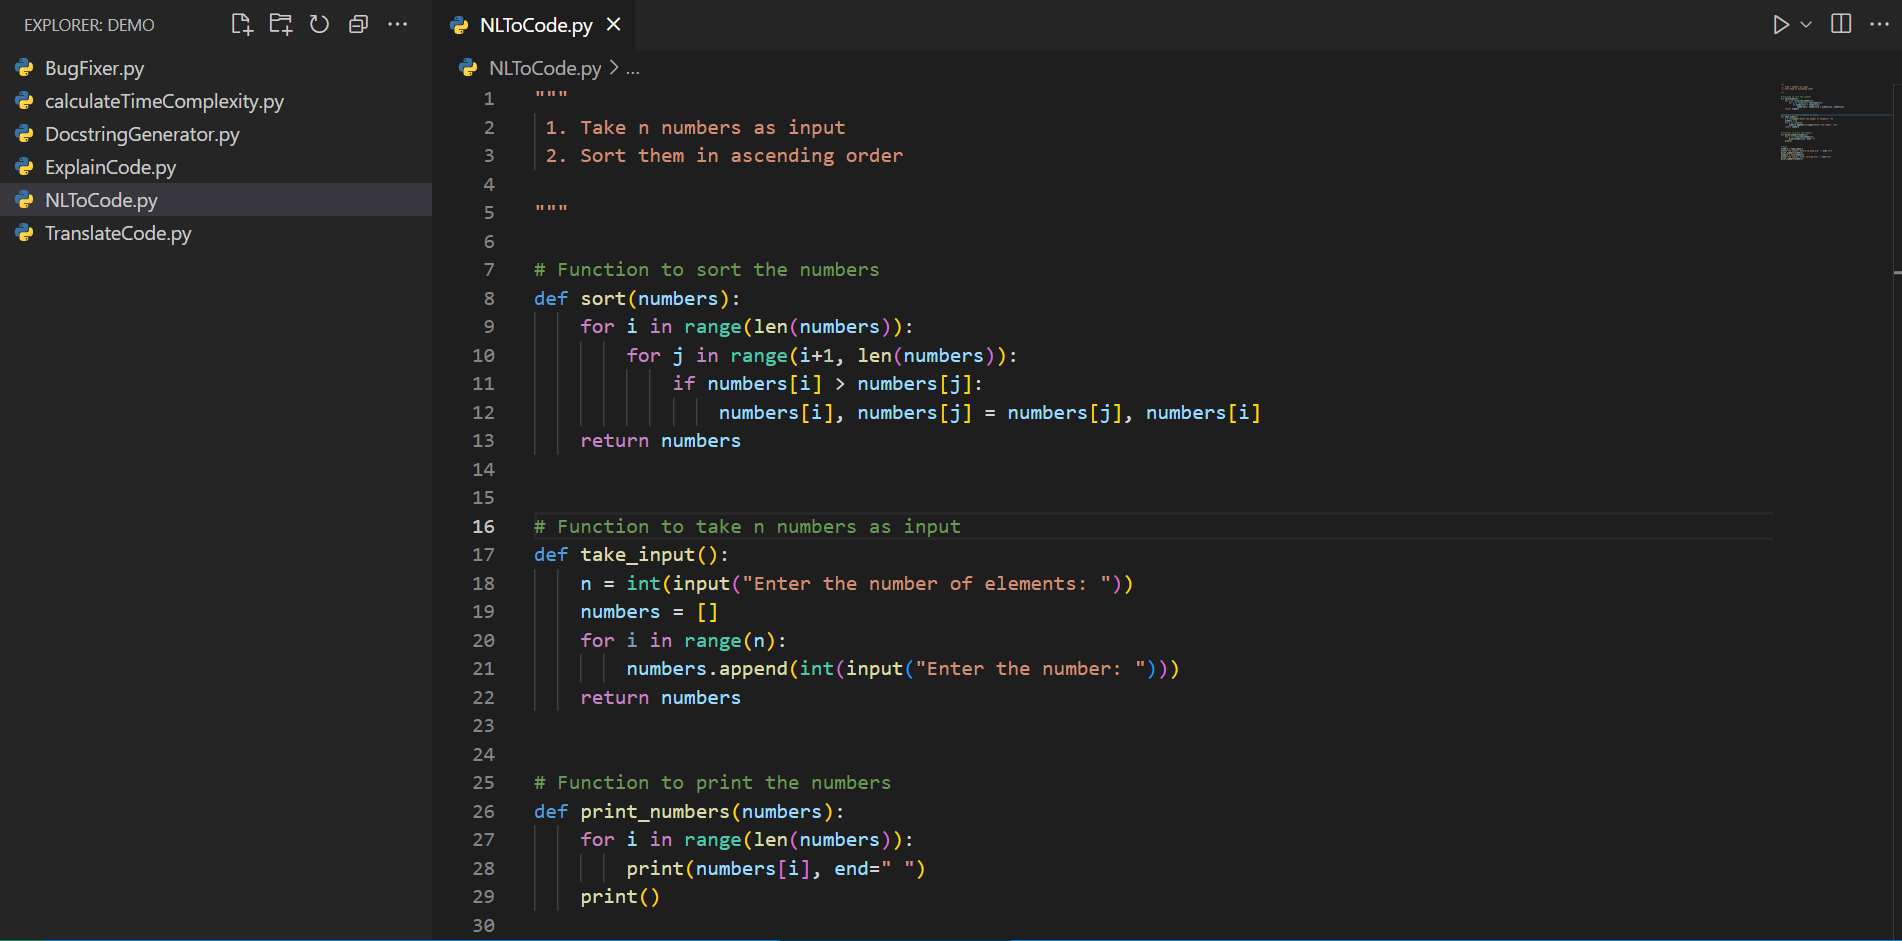 EXPLORER: DEMO
BugFixer.py
calculateTimeComplexity.py
DocstringGenerator.py
ExplainCode.py
NLToCode.py
TranslateCode.py
NLToCode.py
NLToCode.py > ...
1 """
2 1. Take n numbers as input
3 2. Sort them in ascending order
4
5 """
6
7 # Function to sort the numbers
8 def sort(numbers):
9 for i in range(len(numbers)):
10 for j in range(i+1, len(numbers)):
11 if numbers[i] > numbers[j]:
12 numbers[i], numbers[j] = numbers[j], numbers[i]
13 return numbers
14
15
16 # Function to take n numbers as input
17 def take_input():
18 n = int(input("Enter the number of elements: "))
19 numbers = []
20 for i in range(n):
21 numbers.append(int(input("Enter the number: ")))
22 return numbers
23
24
25 # Function to print the numbers
26 def print_numbers(numbers):
27 for i in range(len(numbers)):
28 print(numbers[i], end=" ")
29 print()
30